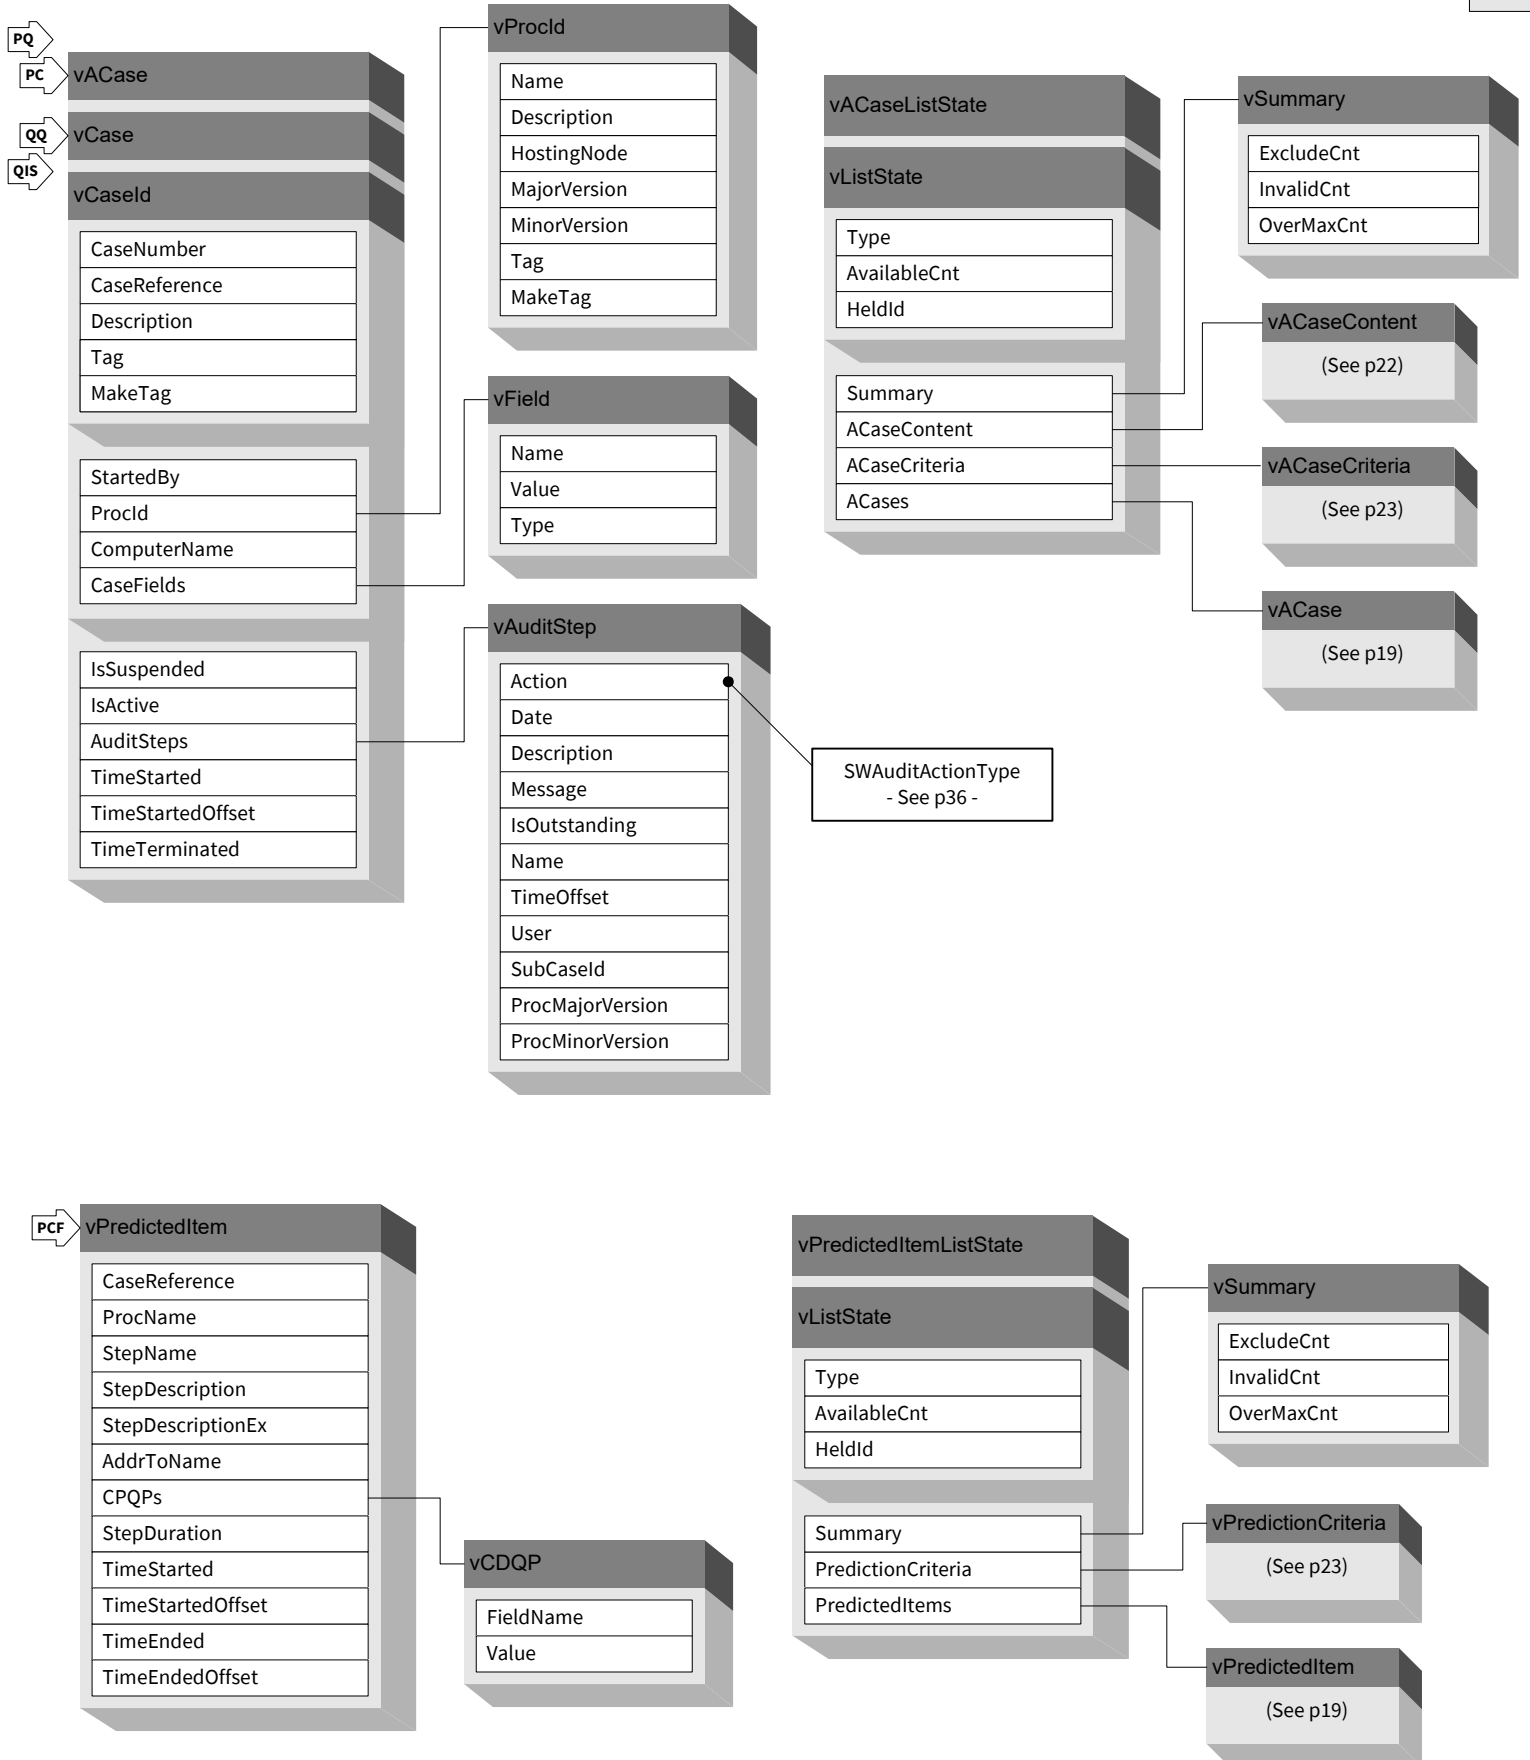 PQ
PC
QQ
QIS
vACase
vCase
vCaseId
CaseNumber
CaseReference
Description
Tag
MakeTag
StartedBy
ProcId
ComputerName
CaseFields
IsSuspended
IsActive
AuditSteps
TimeStarted
TimeStartedOffset
TimeTerminated
vProcId
Name
Description
HostingNode
MajorVersion
MinorVersion
Tag
MakeTag
vField
Name
Value
Type
vAuditStep
Action
Date
Description
Message
IsOutstanding
Name
TimeOffset
User
SubCaseId
ProcMajorVersion
ProcMinorVersion
SWAuditActionType
- See p36 -
vACaseListState
vListState
Type
AvailableCnt
HeldId
Summary
ACaseContent
ACaseCriteria
ACases
vSummary
ExcludeCnt
InvalidCnt
OverMaxCnt
vACaseContent
(See p22)
vACaseCriteria
(See p23)
vACase
(See p19)
PCF
vPredictedItem
CaseReference
ProcName
StepName
StepDescription
StepDescriptionEx
AddrToName
CPQPs
StepDuration
TimeStarted
TimeStartedOffset
TimeEnded
TimeEndedOffset
vCDQP
FieldName
Value
vPredictedItemListState
vListState
Type
AvailableCnt
HeldId
Summary
PredictionCriteria
PredictedItems
vSummary
ExcludeCnt
InvalidCnt
OverMaxCnt
vPredictionCriteria
(See p23)
vPredictedItem
(See p19)